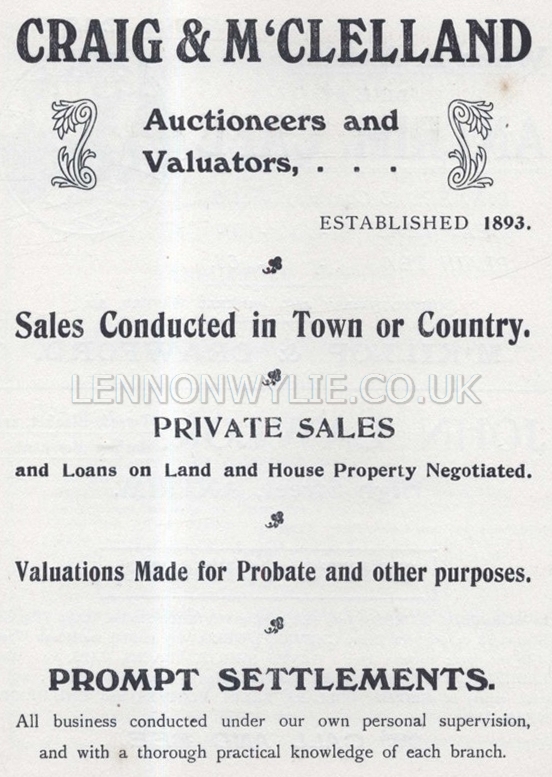 CRAIG & M‘CLELLAND
Auctioneers and
Valuators, . . .
ESTABLISHED 1893.
Sales Conducted in Town or Country.
LENNONWYLIE.CO.UK
PRIVATE SALES
and Loans on Land and House Property Negotiated.
Valuations Made for Probate and other purposes.
PROMPT SETTLEMENTS.
All business conducted under our own personal supervision,
and with a thorough practical knowledge of each branch.